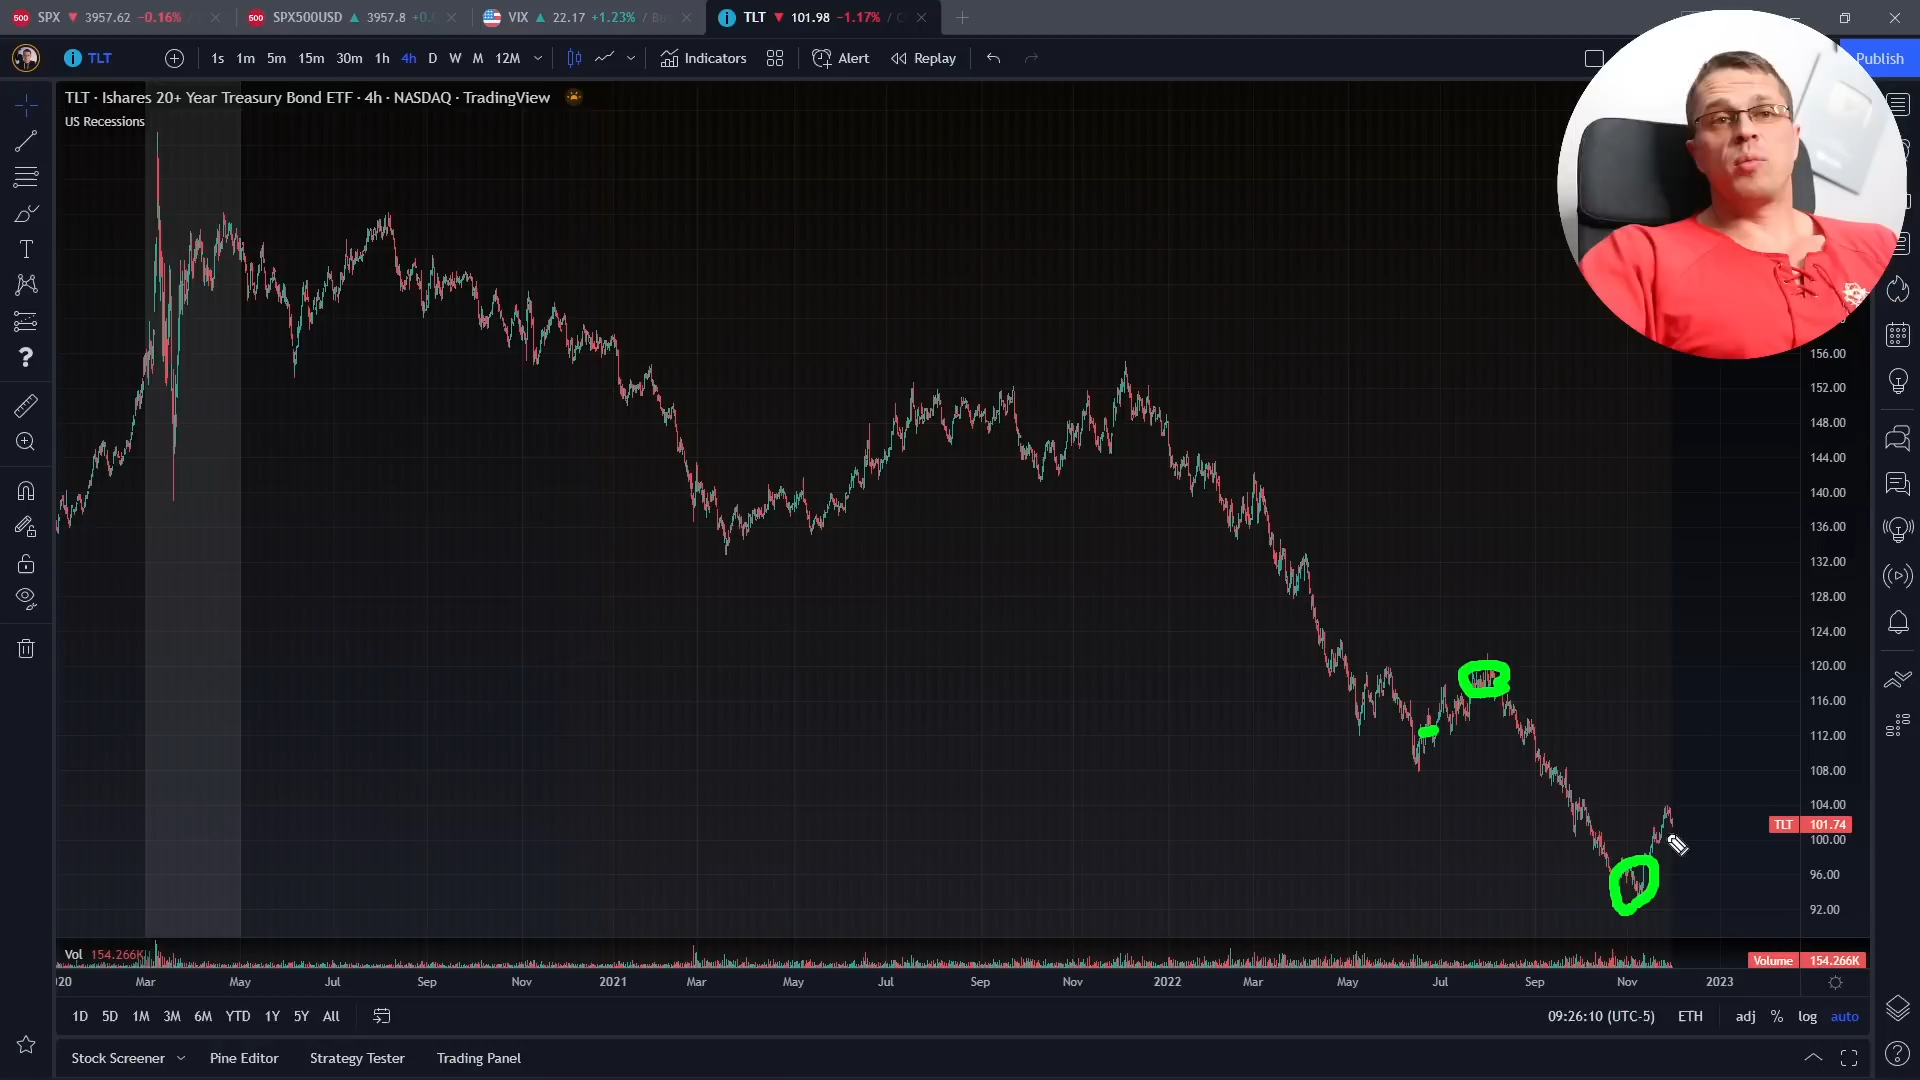 500 SPX 3957.62 −0.16%
500 SPX500USD 3957.8 +0.
VIX 22.17 +1.23%
TLT 101.98 −1.17%
TLT
1s 1m 5m 15m 30m 1h 4h D W M 12M
Indicators
Alert
Replay
Publish
TLT · Ishares 20+ Year Treasury Bond ETF · 4h · NASDAQ · TradingView
US Recessions
156.00
152.00
148.00
144.00
140.00
136.00
132.00
128.00
124.00
120.00
116.00
112.00
108.00
104.00
TLT 101.74
100.00
96.00
92.00
Vol 154.266K
Volume 154.266K
020 Mar May Jul Sep Nov 2021 Mar May Jul Sep Nov 2022 Mar May Jul Sep Nov 2023
1D 5D 1M 3M 6M YTD 1Y 5Y All
09:26:10 (UTC-5) ETH adj % log auto
Stock Screener Pine Editor Strategy Tester Trading Panel